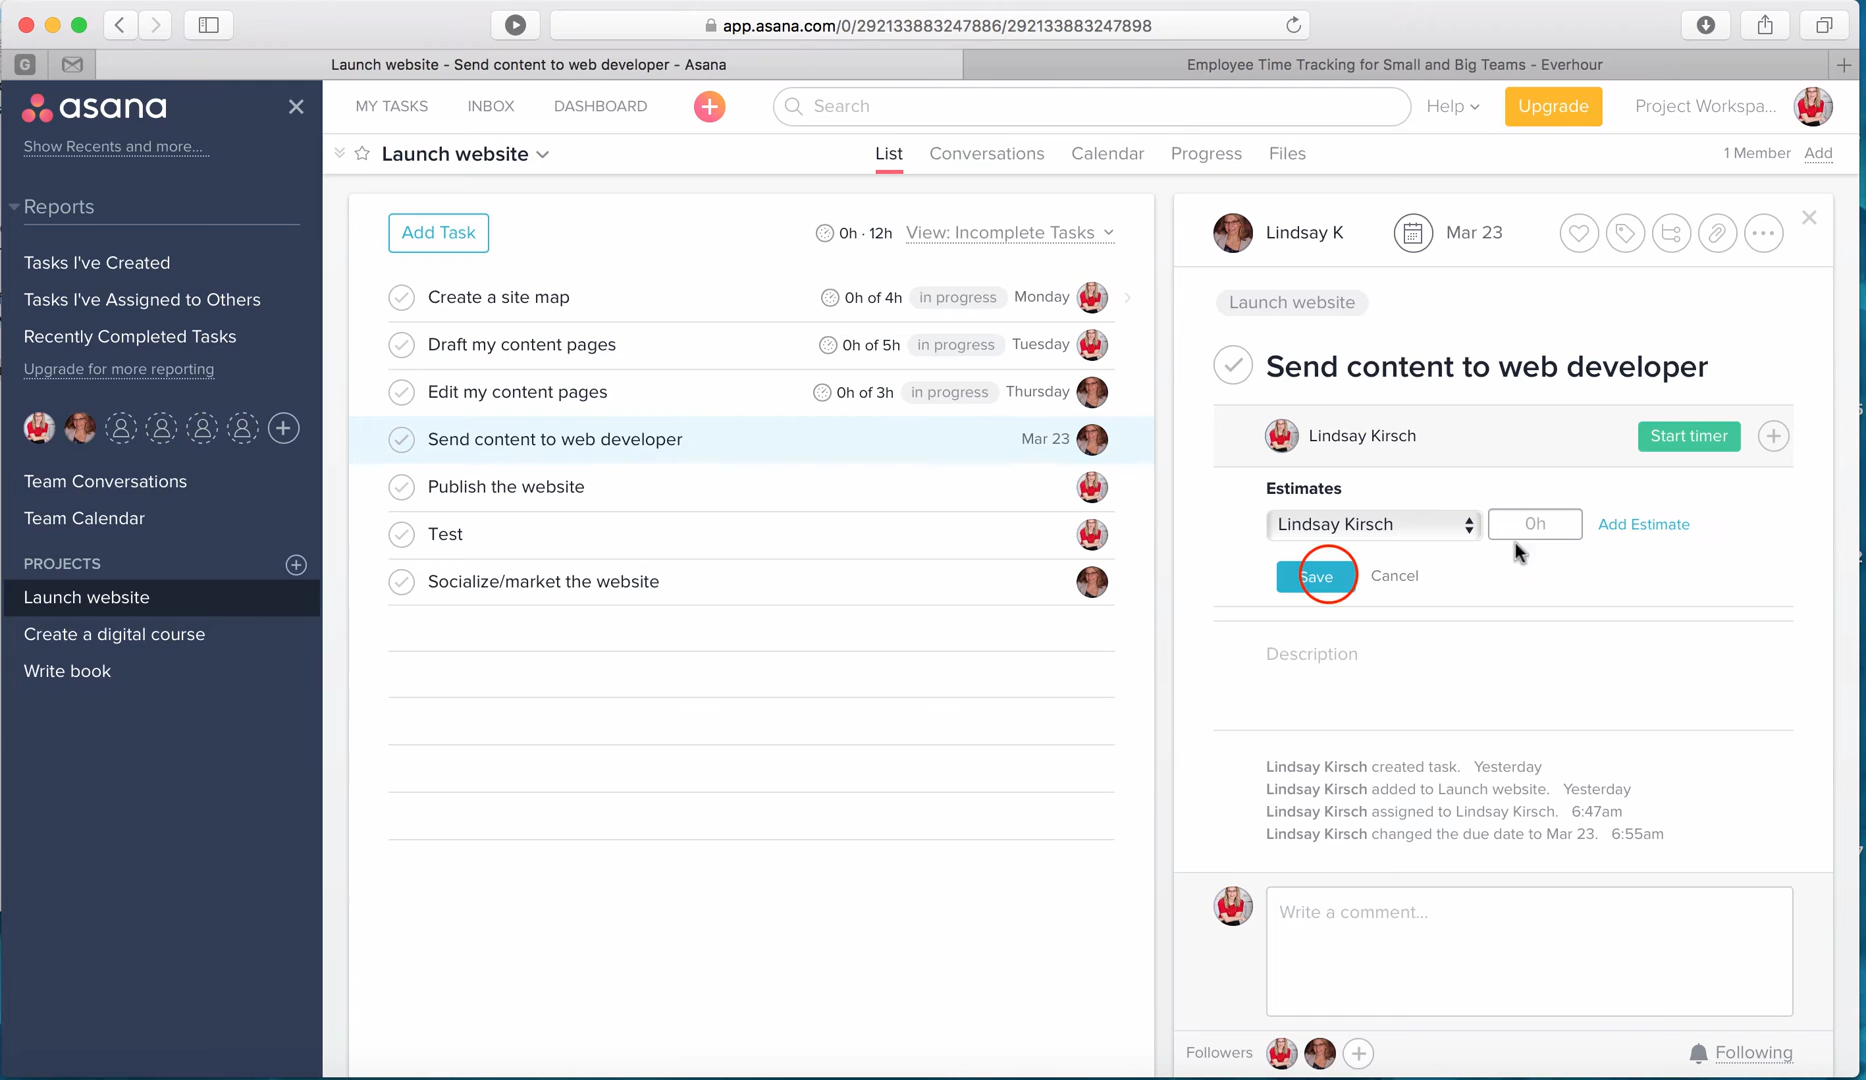 app.asana.com/0/292133883247886/292133883247898
G
Launch website - Send content to web developer - Asana
Employee Time Tracking for Small and Big Teams - Everhour
asana
Show Recents and more...
Reports
Tasks I've Created
Tasks I've Assigned to Others
Recently Completed Tasks
Upgrade for more reporting
Team Conversations
Team Calendar
PROJECTS
Launch website
Create a digital course
Write book
MY TASKS INBOX DASHBOARD
Search
Help
Upgrade
Project Workspa...
Launch website
List Conversations Calendar Progress Files
1 Member Add
Add Task
0h · 12h View: Incomplete Tasks
Create a site map 0h of 4h in progress Monday
Draft my content pages 0h of 5h in progress Tuesday
Edit my content pages 0h of 3h in progress Thursday
Send content to web developer Mar 23
Publish the website
Test
Socialize/market the website
Lindsay K Mar 23
Launch website
Send content to web developer
Lindsay Kirsch Start timer
Estimates
Lindsay Kirsch 0h Add Estimate
Save Cancel
Description
Lindsay Kirsch created task. Yesterday
Lindsay Kirsch added to Launch website. Yesterday
Lindsay Kirsch assigned to Lindsay Kirsch. 6:47am
Lindsay Kirsch changed the due date to Mar 23. 6:55am
Write a comment...
Followers
Following